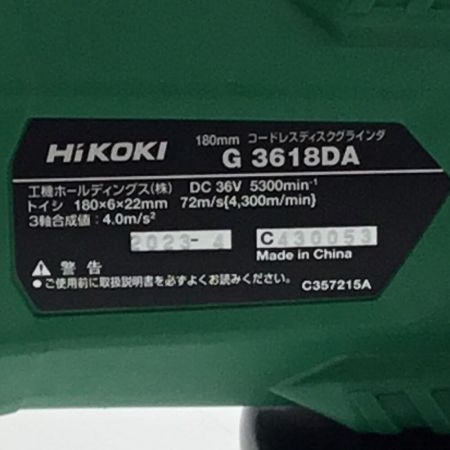 180mm コードレスディスクグラインダ
HiKOKI G 3618DA
工機ホールディングス(株) DC 36V 5300min⁻¹
トイシ 180×6×22mm 72m/s{4,300m/min}
3軸合成値: 4.0m/s²
2023- 4 C430053
Made in China
警告
●ご使用前に取扱説明書を必ずよくお読みください。
C357215A